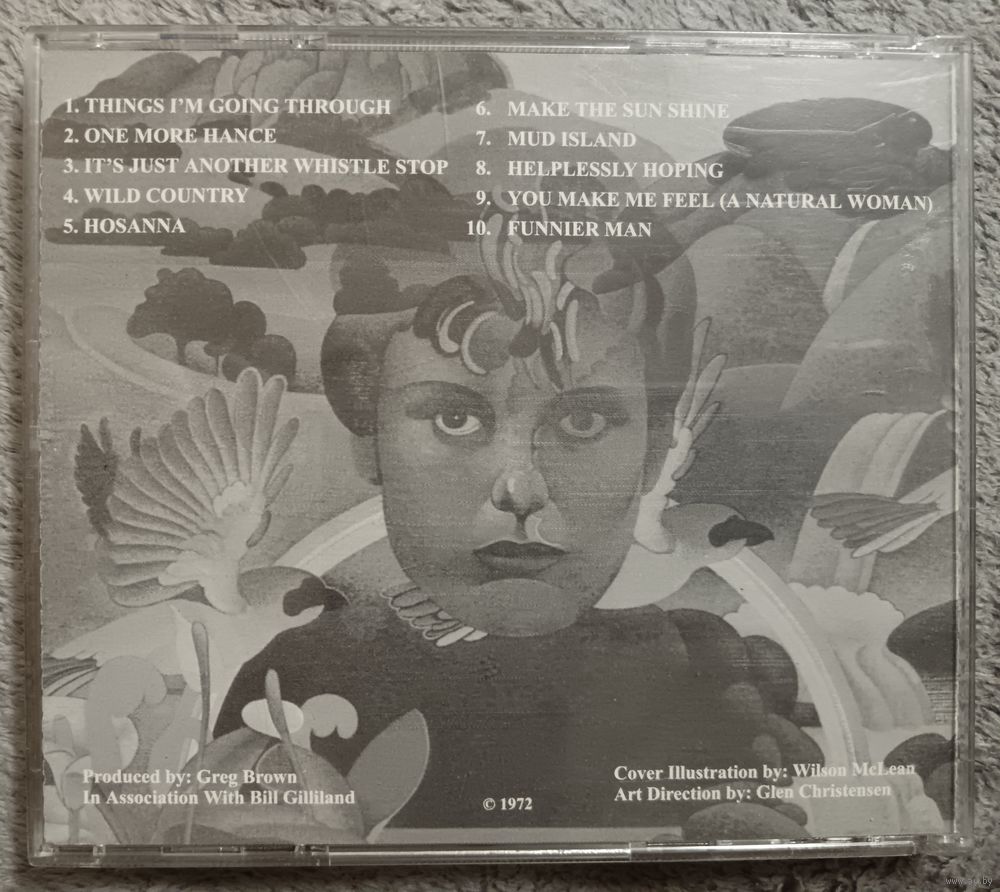 1. THINGS I'M GOING THROUGH
2. ONE MORE HANCE
3. IT'S JUST ANOTHER WHISTLE STOP
4. WILD COUNTRY
5. HOSANNA
6. MAKE THE SUN SHINE
7. MUD ISLAND
8. HELPLESSLY HOPING
9. YOU MAKE ME FEEL (A NATURAL WOMAN)
10. FUNNIER MAN
Produced by: Greg Brown
In Association With Bill Gilliland
© 1972
Cover Illustration by: Wilson McLean
Art Direction by: Glen Christensen
www.ay.by